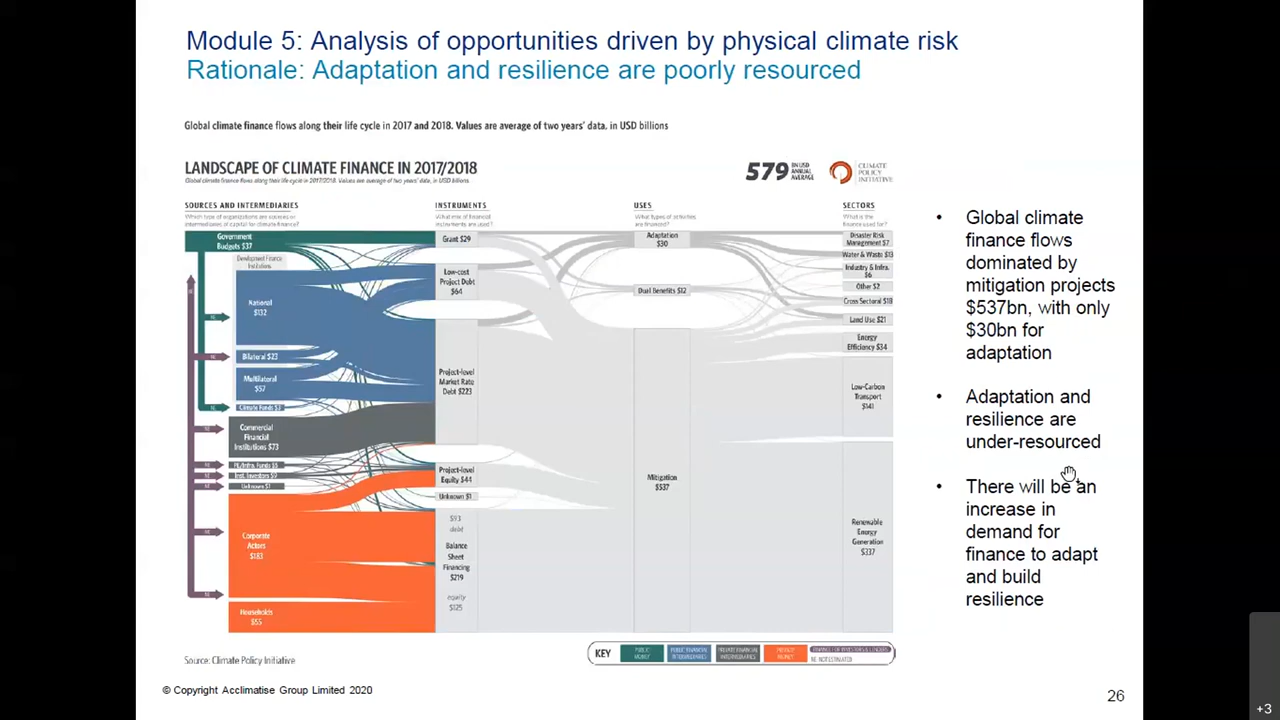 Module 5: Analysis of opportunities driven by physical climate risk
Rationale: Adaptation and resilience are poorly resourced
Global climate finance flows along their life cycle in 2017 and 2018. Values are average of two years' data, in USD billions
LANDSCAPE OF CLIMATE FINANCE IN 2017/2018
Global climate finance flows along their life cycle in 2017/2018. Values are average of two years' data, in USD billions
579 BN USD
ANNUAL
AVERAGE
CLIMATE
POLICY
INITIATIVE
SOURCES AND INTERMEDIARIES
Which type of organizations are sources or
intermediaries of capital for climate finance?
Government
Budgets $37
Development Finance
Institutions
National
$132
Bilateral $23
Multilateral
$57
Climate Funds
Commercial
Financial
Institutions $73
PE/Infra. Funds $5
Inst. Investors $9
Unknown $1
Corporate
Actors
$183
Households
$55
INSTRUMENTS
What mix of financial
instruments are used?
Grant $29
Low-cost
Project Debt
$64
Project-level
Market Rate
Debt $223
Project-level
Equity $44
Unknown $1
$93
debt
Balance
Sheet
Financing
$219
equity
$125
USES
What types of activities
are financed?
Adaptation
$30
Dual Benefits $12
Mitigation
$537
SECTORS
What is the
finance used for?
Disaster Risk
Management $7
Water & Waste $13
Industry & Infra.
$6
Other $2
Cross Sectoral $18
Land Use $21
Energy
Efficiency $34
Low-Carbon
Transport
$141
Renewable
Energy
Generation
$337
KEY
PUBLIC
MONEY
PUBLIC FINANCIAL
INTERMEDIARIES
PRIVATE FINANCIAL
INTERMEDIARIES
PRIVATE
MONEY
NE: NOT ESTIMATED
Source: Climate Policy Initiative
• Global climate
finance flows
dominated by
mitigation projects
$537bn, with only
$30bn for
adaptation
• Adaptation and
resilience are
under-resourced
• There will be an
increase in
demand for
finance to adapt
and build
resilience
© Copyright Acclimatise Group Limited 2020
26
+3